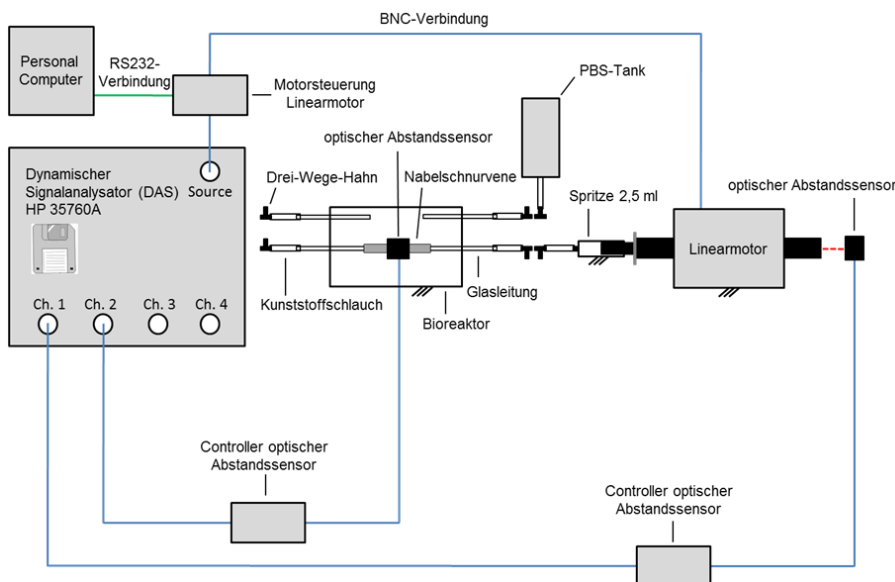 BNC-Verbindung
Personal
Computer
RS232-
Verbindung
Motorsteuerung
Linearmotor
PBS-Tank
optischer Abstandssensor
Dynamischer
Signalanalysator (DAS)
HP 35760A
Source
Drei-Wege-Hahn
Nabelschnurvene
Spritze 2,5 ml
optischer Abstandssensor
Linearmotor
Kunststoffschlauch
Glasleitung
Bioreaktor
Ch. 1 Ch. 2 Ch. 3 Ch. 4
Controller optischer
Abstandssensor
Controller optischer
Abstandssensor